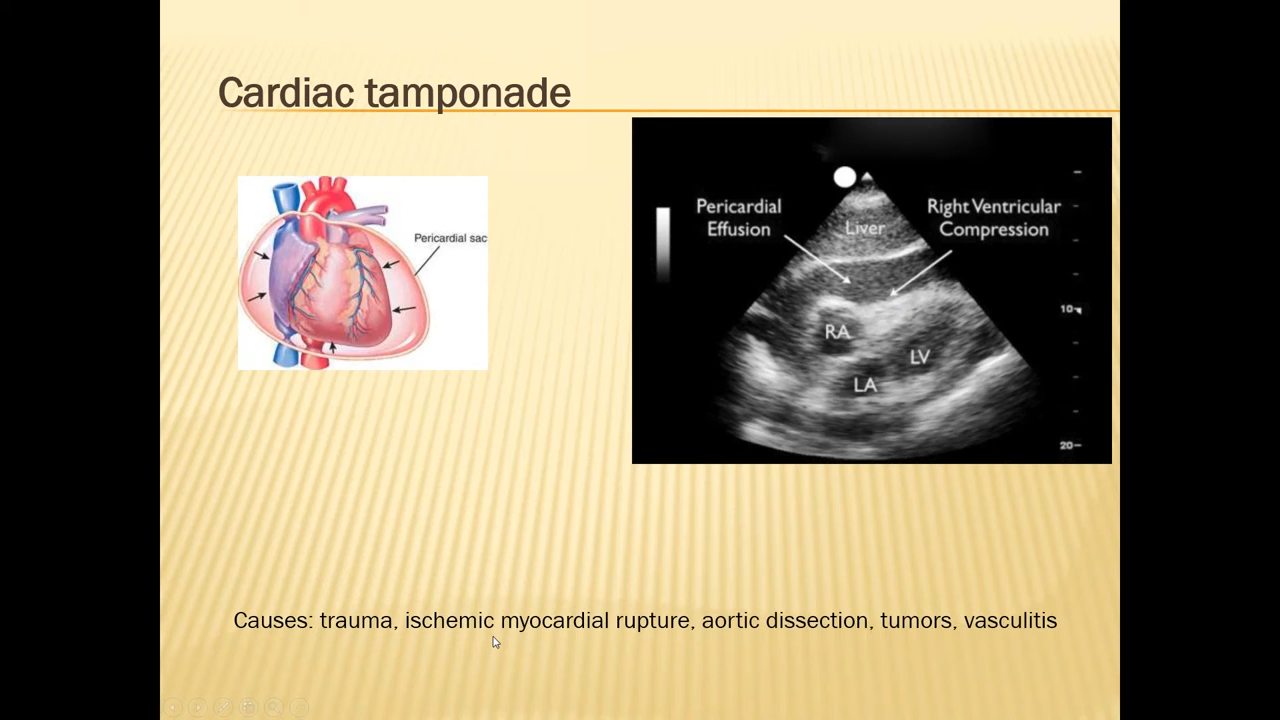 Cardiac tamponade
Pericardial sac
Pericardial
Effusion
Right Ventricular
Compression
Liver
RA
LV
LA
10
20
Causes: trauma, ischemic myocardial rupture, aortic dissection, tumors, vasculitis